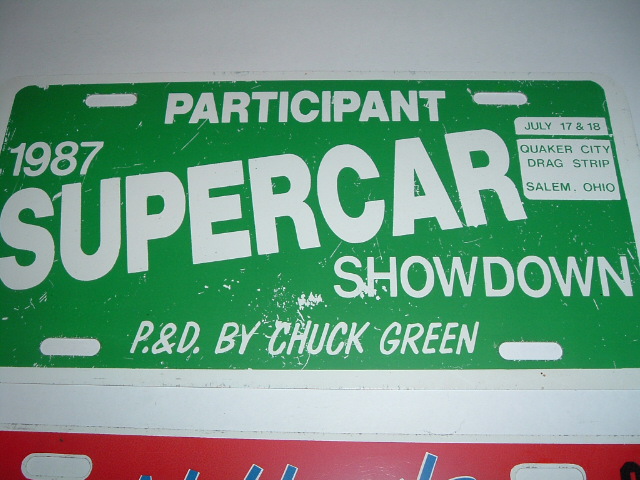 PARTICIPANT
1987
SUPERCAR
SHOWDOWN
JULY 17 & 18
QUAKER CITY
DRAG STRIP
SALEM, OHIO
P.&D. BY CHUCK GREEN